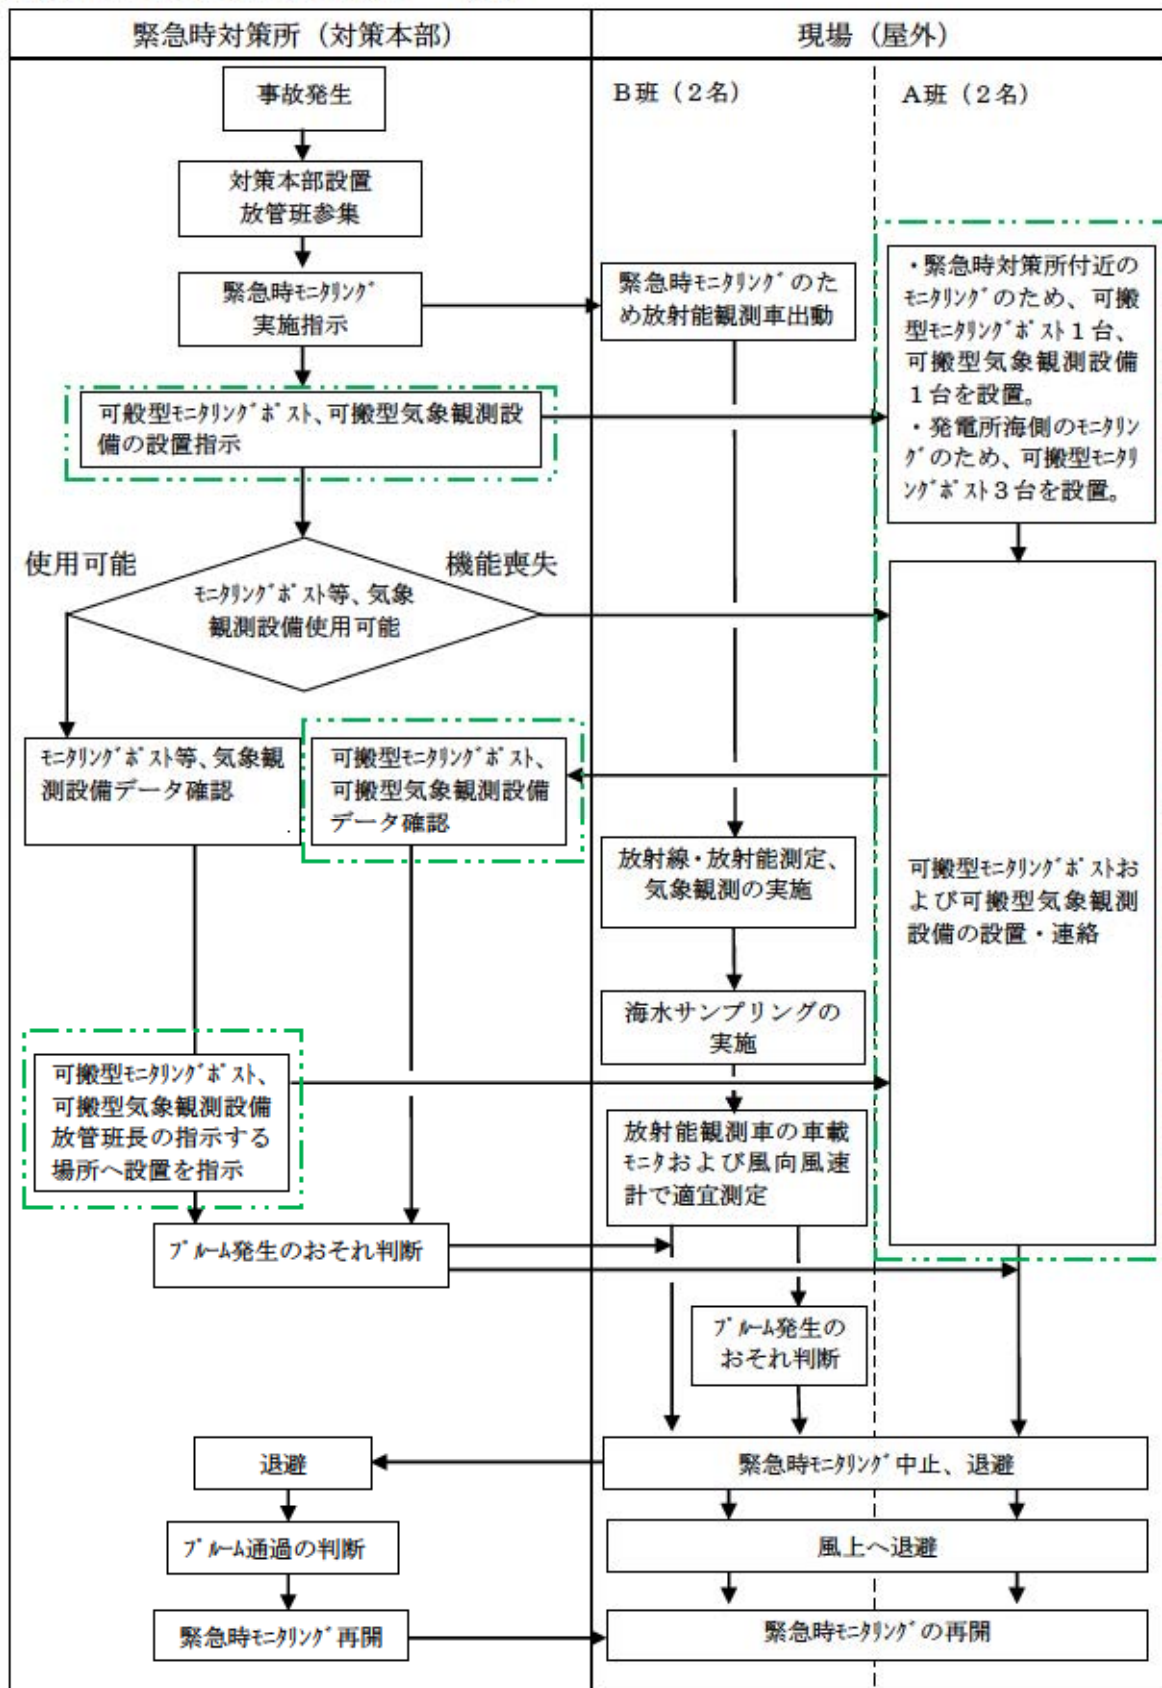 緊急時対策所（対策本部）
現場（屋外）
B班（２名）
A班（２名）
事故発生
対策本部設置
放管班参集
緊急時ﾓﾆﾀﾘﾝｸﾞ
実施指示
緊急時ﾓﾆﾀﾘﾝｸﾞのた
め放射能観測車出動
・緊急時対策所付近の
ﾓﾆﾀﾘﾝｸﾞのため、可搬
型ﾓﾆﾀﾘﾝｸﾞﾎﾟｽﾄ１台、
可搬型気象観測設備
１台を設置。
・発電所海側のﾓﾆﾀﾘﾝ
ｸﾞのため、可搬型ﾓﾆﾀﾘ
ﾝｸﾞﾎﾟｽﾄ３台を設置。
可般型ﾓﾆﾀﾘﾝｸﾞﾎﾟｽﾄ、可搬型気象観測設
備の設置指示
使用可能
機能喪失
ﾓﾆﾀﾘﾝｸﾞﾎﾟｽﾄ等、気象
観測設備使用可能
ﾓﾆﾀﾘﾝｸﾞﾎﾟｽﾄ等、気象観
測設備データ確認
可搬型ﾓﾆﾀﾘﾝｸﾞﾎﾟｽﾄ、
可搬型気象観測設備
データ確認
放射線・放射能測定、
気象観測の実施
可搬型ﾓﾆﾀﾘﾝｸﾞﾎﾟｽﾄお
よび可搬型気象観測
設備の設置・連絡
海水サンプリングの
実施
可搬型ﾓﾆﾀﾘﾝｸﾞﾎﾟｽﾄ、
可搬型気象観測設備
放管班長の指示する
場所へ設置を指示
放射能観測車の車載
ﾓﾆﾀおよび風向風速
計で適宜測定
ﾌﾟﾙｰﾑ発生のおそれ判断
ﾌﾟﾙｰﾑ発生の
おそれ判断
退避
緊急時ﾓﾆﾀﾘﾝｸﾞ中止、退避
ﾌﾟﾙｰﾑ通過の判断
風上へ退避
緊急時ﾓﾆﾀﾘﾝｸﾞ再開
緊急時ﾓﾆﾀﾘﾝｸﾞの再開